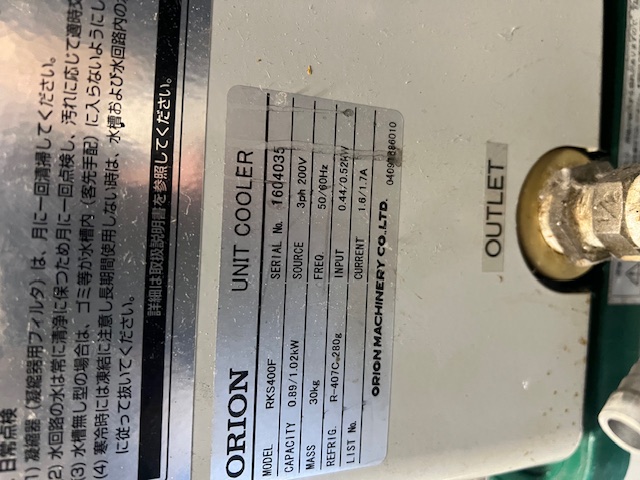 日常点検
1) 凝縮器(凝縮器用フィルタ)は、月に一回清掃してください。
2) 水回路の水は常に清浄に保つため月に一回点検し、汚れに応じて適時交
(3) 水槽無し型の場合は、ゴミ等が水槽内(客先手配)に入らないようにし
(4) 寒冷時には凍結に注意し長期間使用しない時は、水槽および水回路内の
に従って抜いてください。
詳細は取扱説明書を参照してください。
ORION UNIT COOLER
MODEL RKS400F SERIAL No. 1604035
CAPACITY 0.89/1.02kW SOURCE 3ph 200V
MASS 30kg FREQ. 50/60Hz
REFRIG. R-407C 280g INPUT 0.44/0.52kW
LIST No. CURRENT 1.6/1.7A
ORION MACHINERY CO.,LTD.
OUTLET